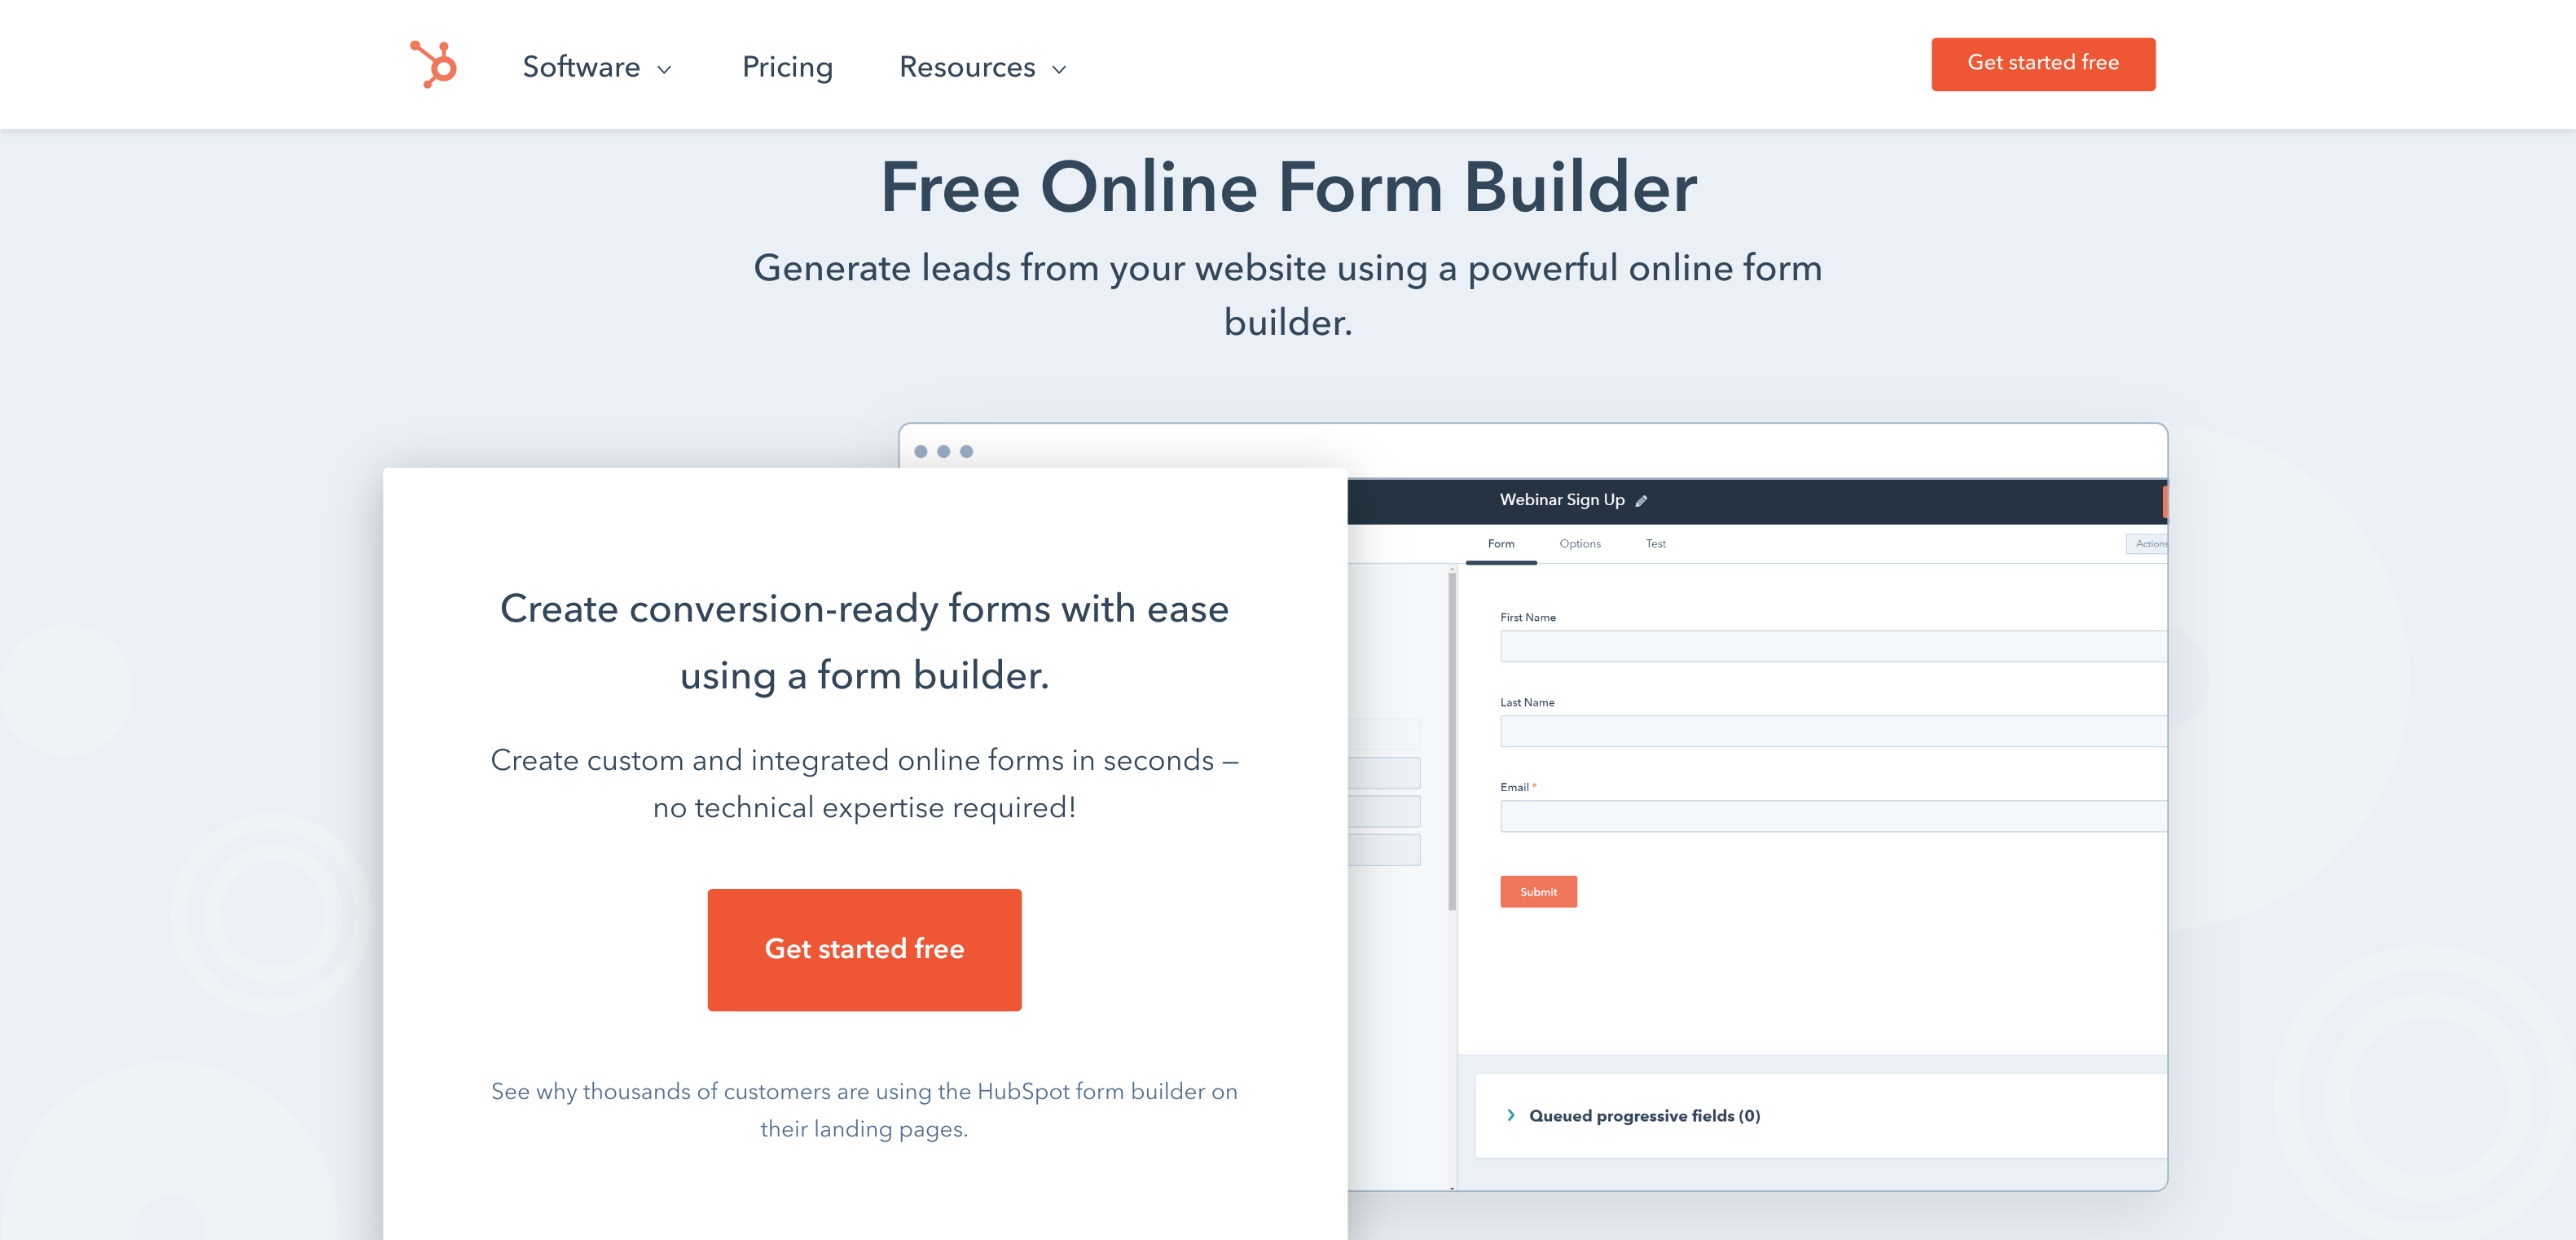 Software
Pricing
Resources
Get started free
Free Online Form Builder
Generate leads from your website using a powerful online form
builder.
Webinar Sign Up
Form
Options
Test
Actions
First Name
Last Name
Email *
Submit
Queued progressive fields (0)
Create conversion-ready forms with ease
using a form builder.
Create custom and integrated online forms in seconds –
no technical expertise required!
Get started free
See why thousands of customers are using the HubSpot form builder on
their landing pages.